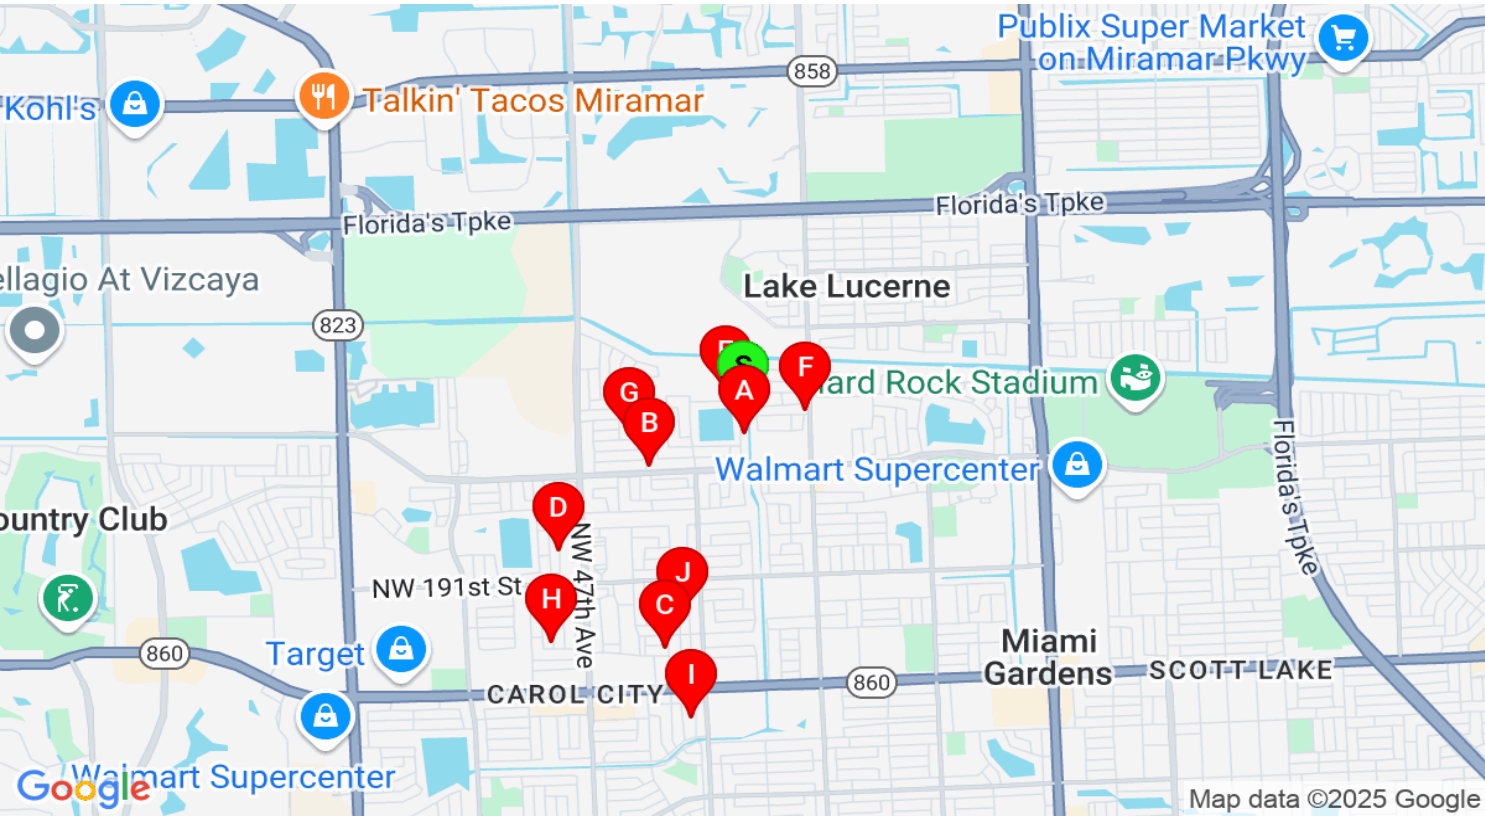 Publix Super Market
on Miramar Pkwy
858
Kohl's
Talkin' Tacos Miramar
Florida's Tpke
Florida's Tpke
ellagio At Vizcaya
Lake Lucerne
823
S
F
A
G
B
ard Rock Stadium
Walmart Supercenter
Florida's Tpke
D
ountry Club
NW 47th Ave
NW 191st St
J
H
C
Miami
Gardens
SCOTT LAKE
860
Target
I
CAROL CITY
860
Walmart Supercenter
Google
Map data ©2025 Google